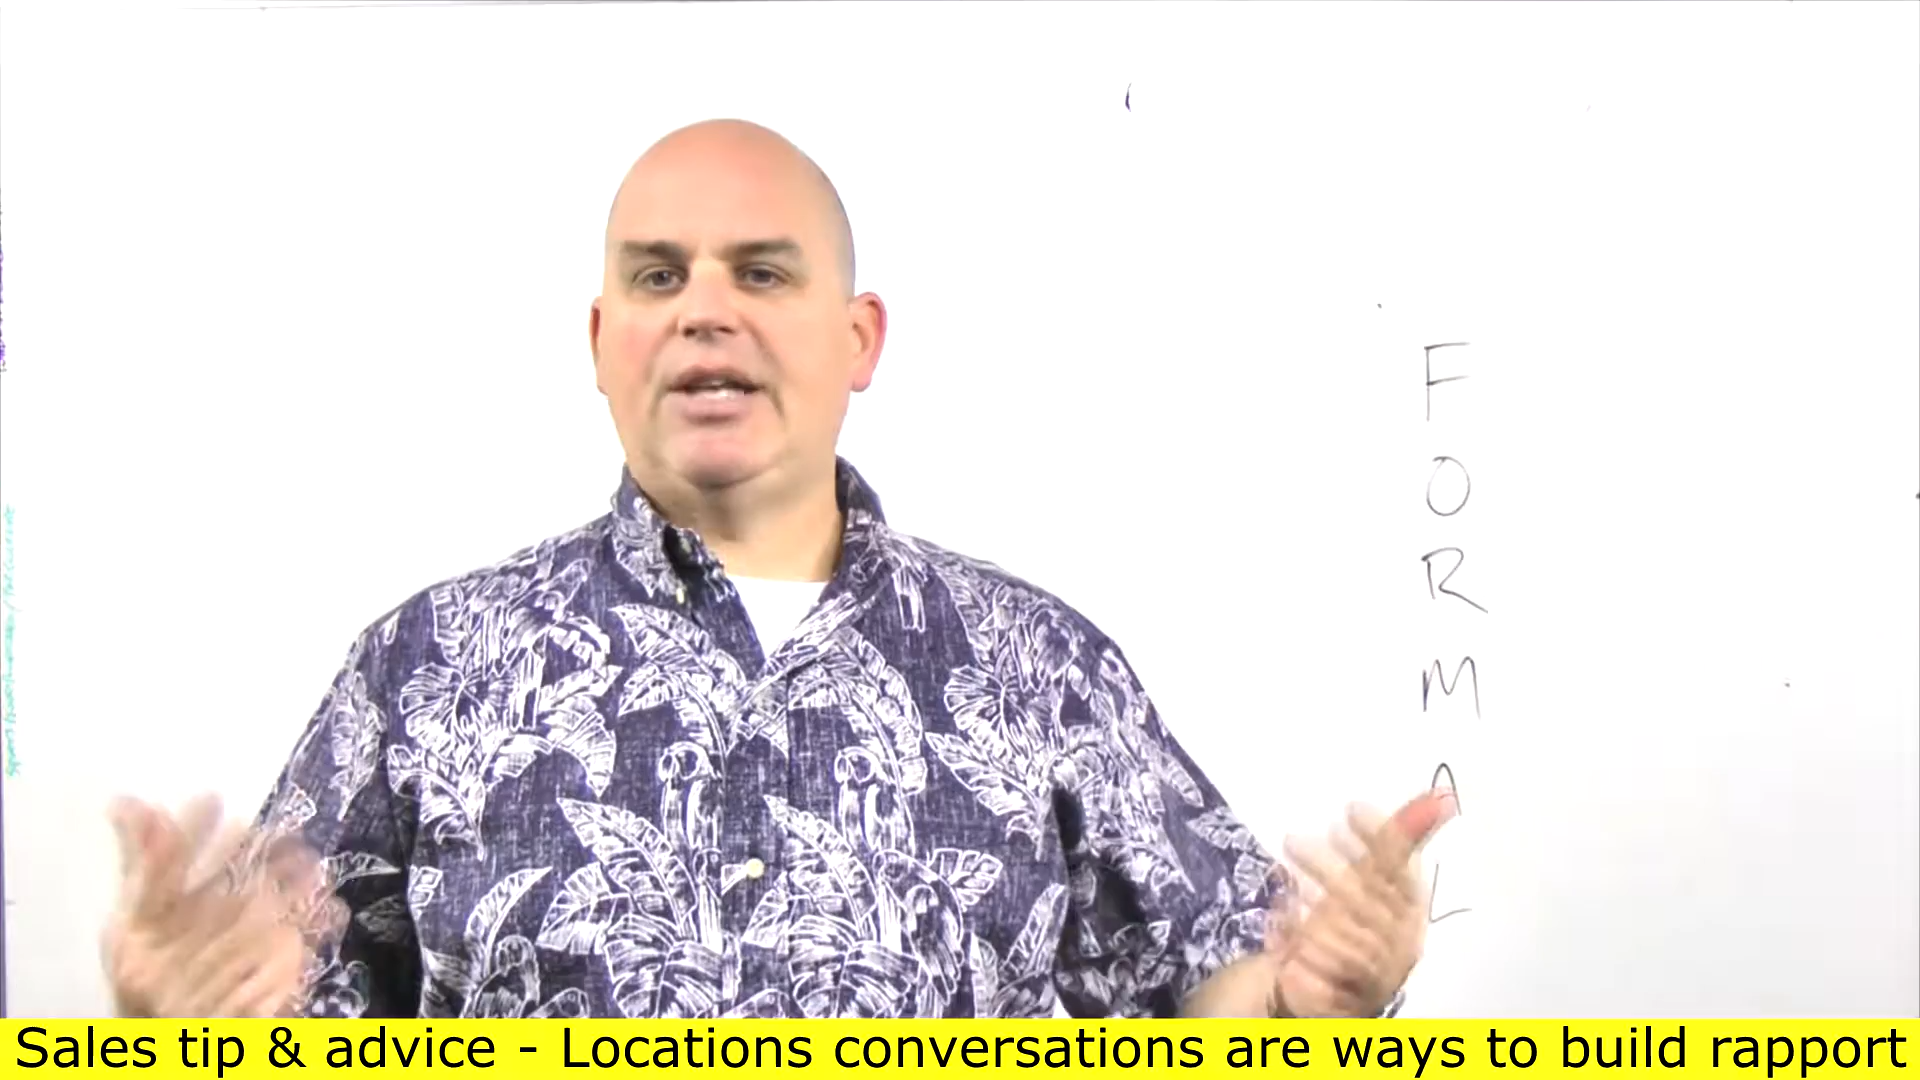 F
O
R
M
A
L
Sales tip & advice - Locations conversations are ways to build rapport